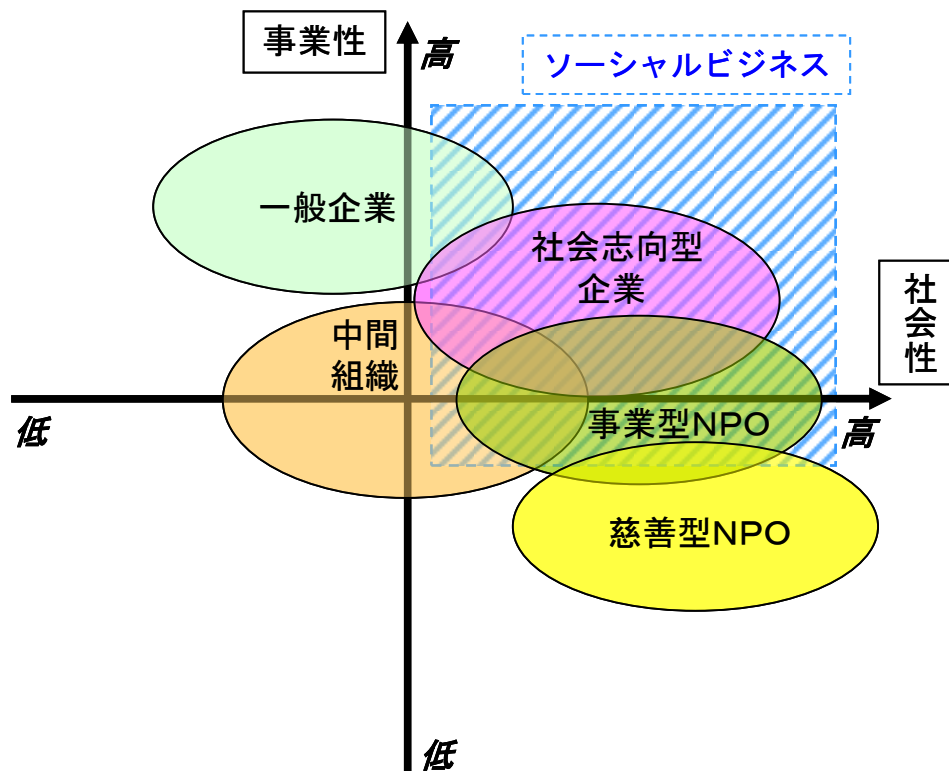 事業性
高
ソーシャルビジネス
一般企業
社会志向型
企業
社会性
中間
組織
低
事業型NPO
高
慈善型NPO
低